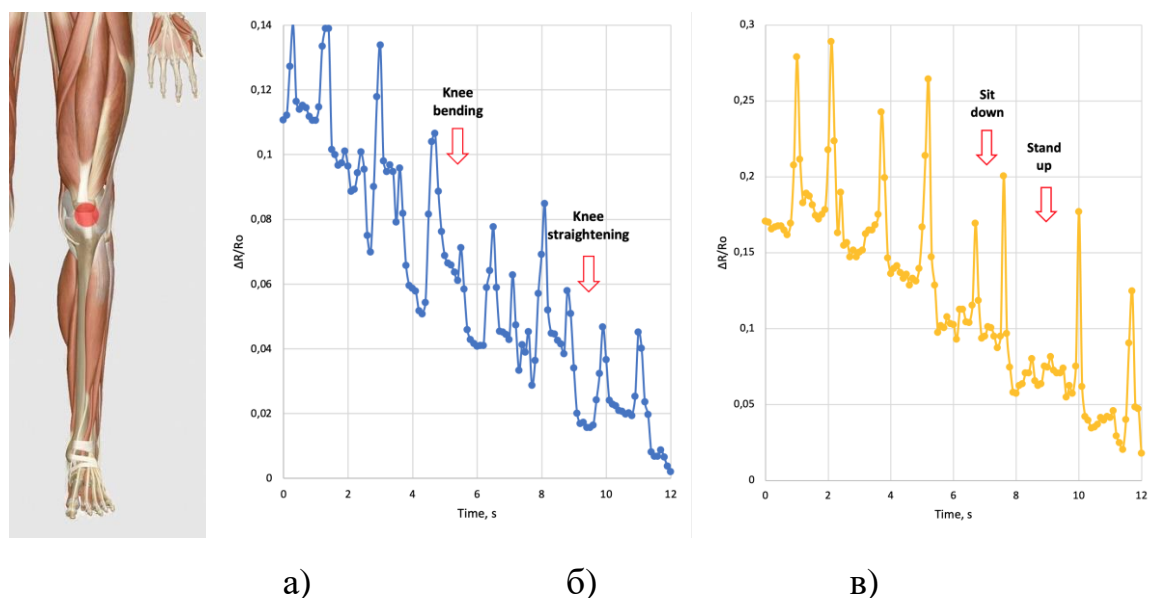 0,14
0,12
0,1
0,08
0,06
0,04
0,02
0
ΔR/Ro
Knee
bending
Knee
straightening
0
2
4
6
8
10
12
Time, s
0,3
0,25
0,2
0,15
0,1
0,05
0
ΔR/Ro
Sit
down
Stand
up
0
2
4
6
8
10
12
Time, s
а) б) в)